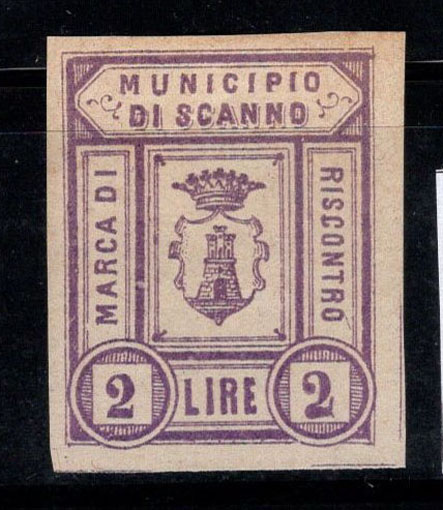 MUNICIPIO
DI SCANNO
MARCA DI
RISCONTRO
2 LIRE 2